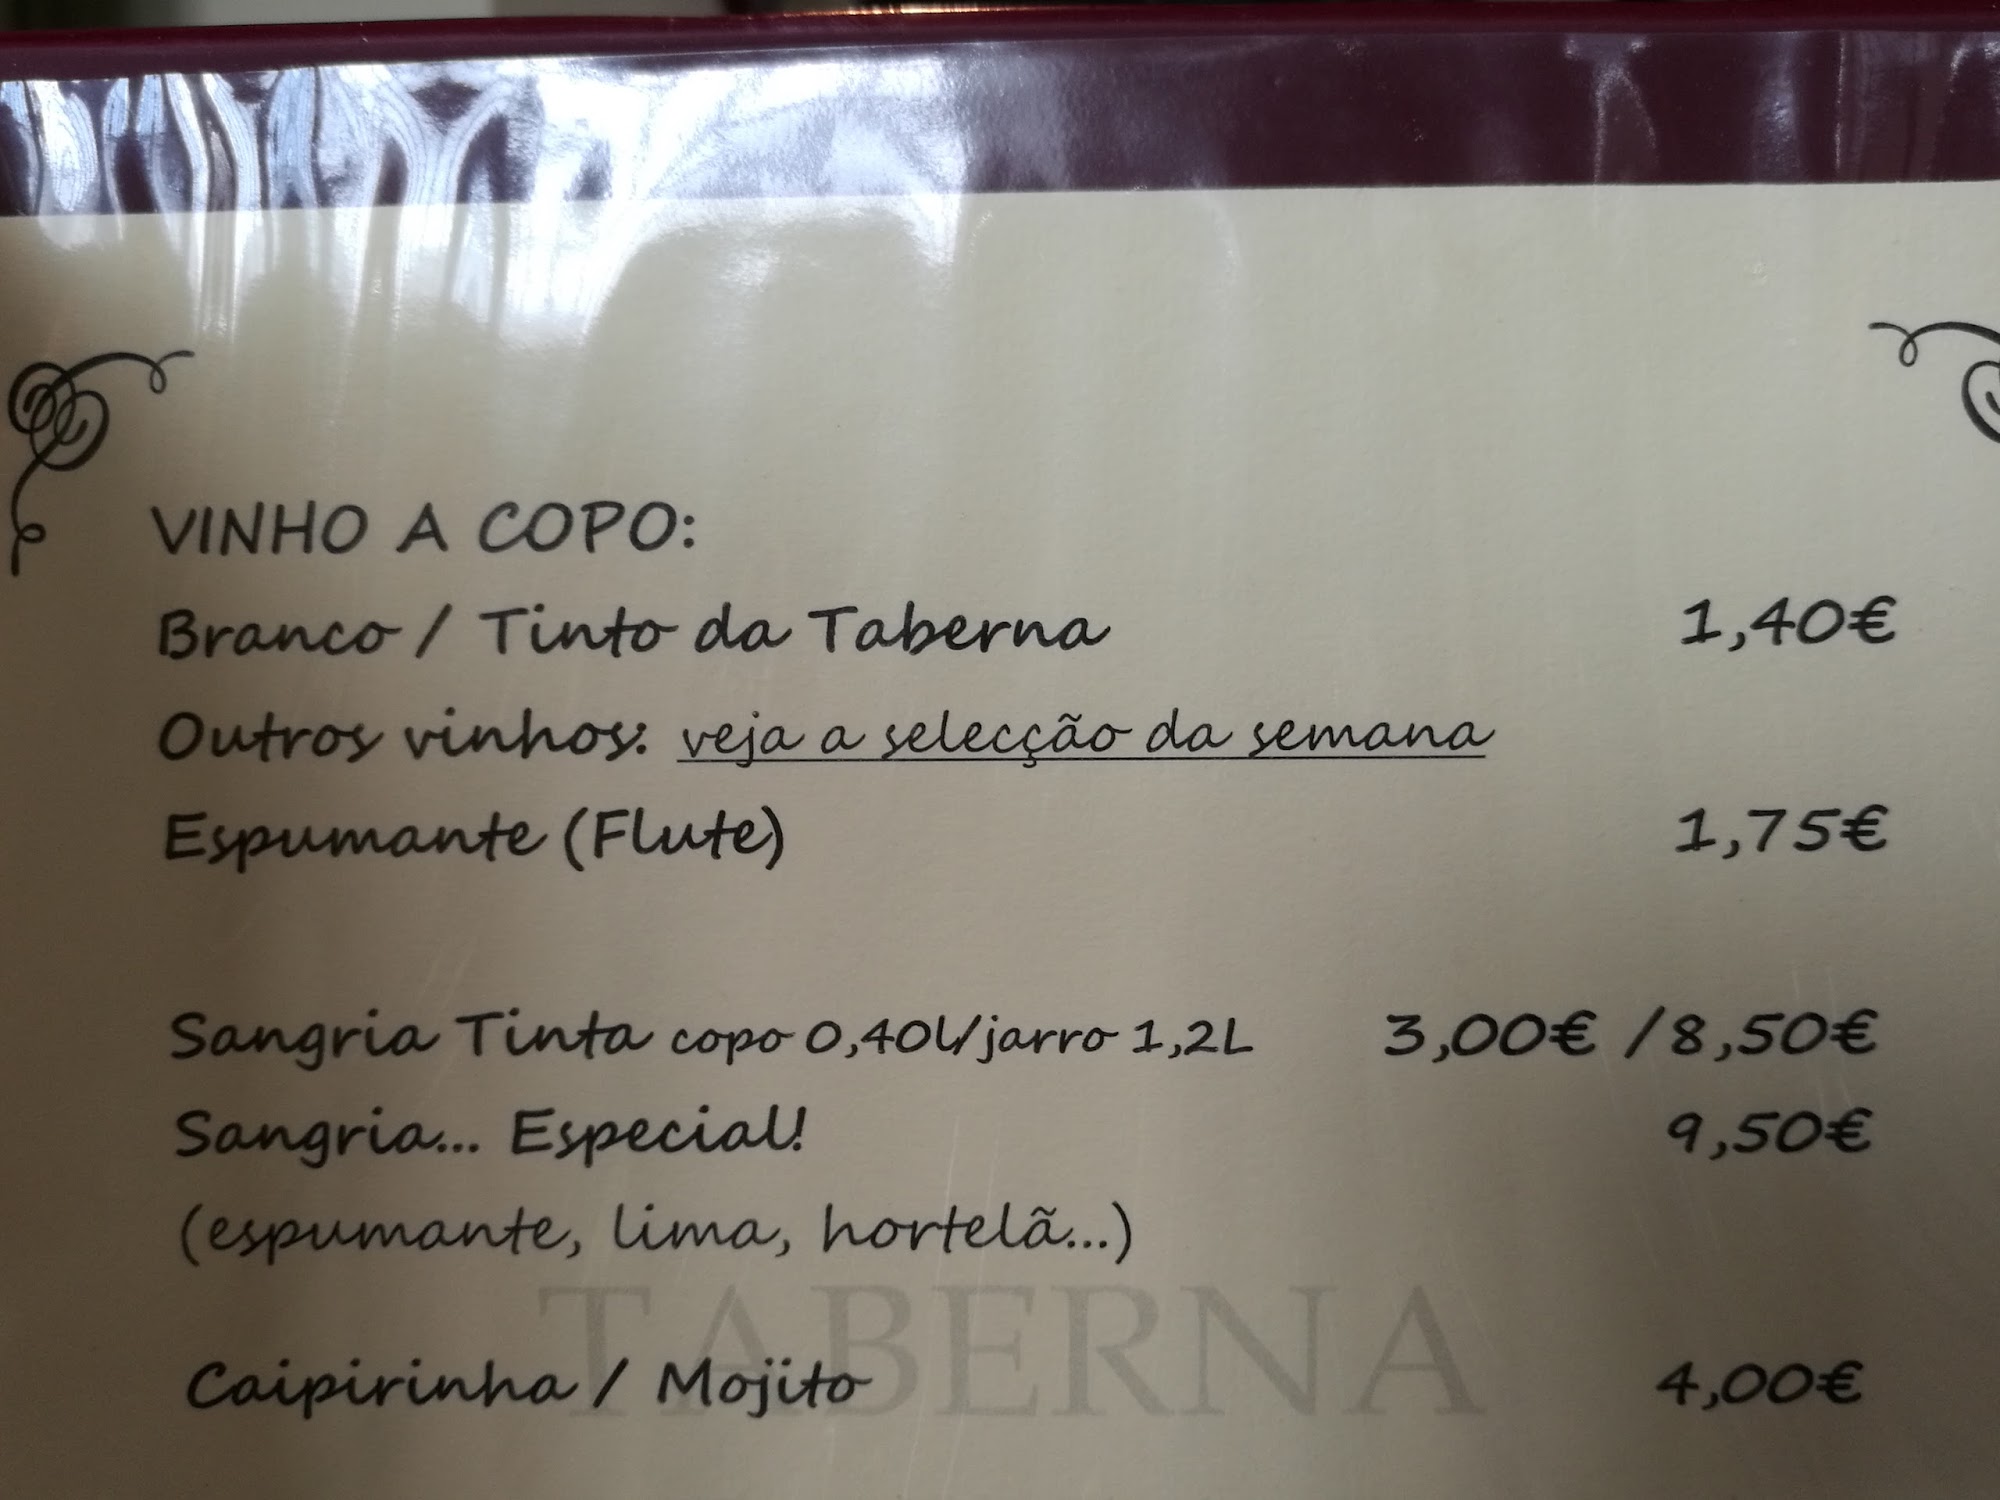 VINHO A COPO:
Branco / Tinto da Taberna 1,40€
Outros vinhos: veja a selecção da semana
Espumante (Flute) 1,75€
Sangria Tinta copo 0,40l/jarro 1,2L 3,00€ /8,50€
Sangria... Especial! 9,50€
(espumante, lima, hortelã...)
TABERNA
Caipirinha / Mojito 4,00€